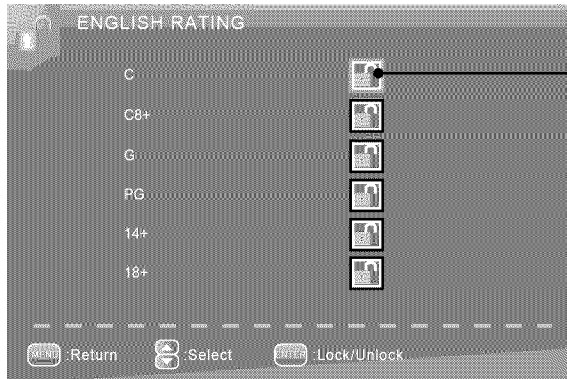 ENGLISH RATING
C
C8+
G
PG
14+
18+
MENU :Return :Select ENTER :Lock/Unlock